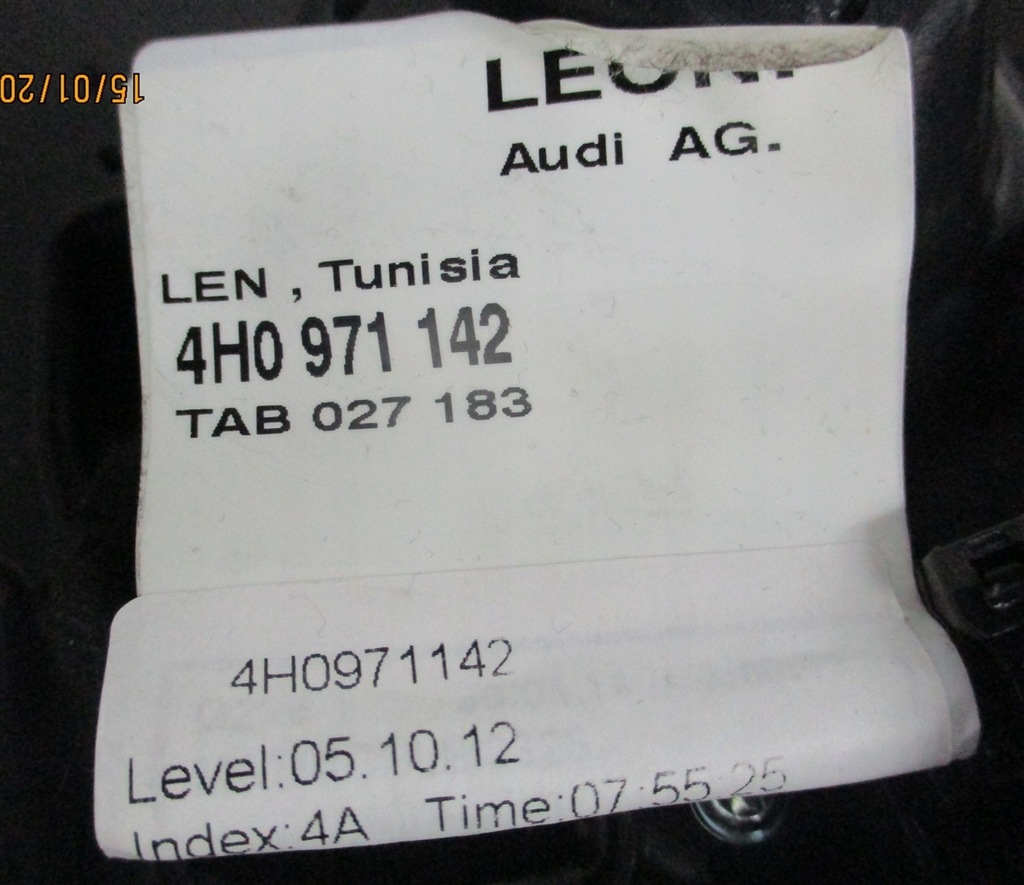 LEONI
Audi AG.
LEN , Tunisia
4H0 971 142
TAB 027 183
4H0971142
Level:05.10.12
Index:4A Time:07:55:25
15/01/20